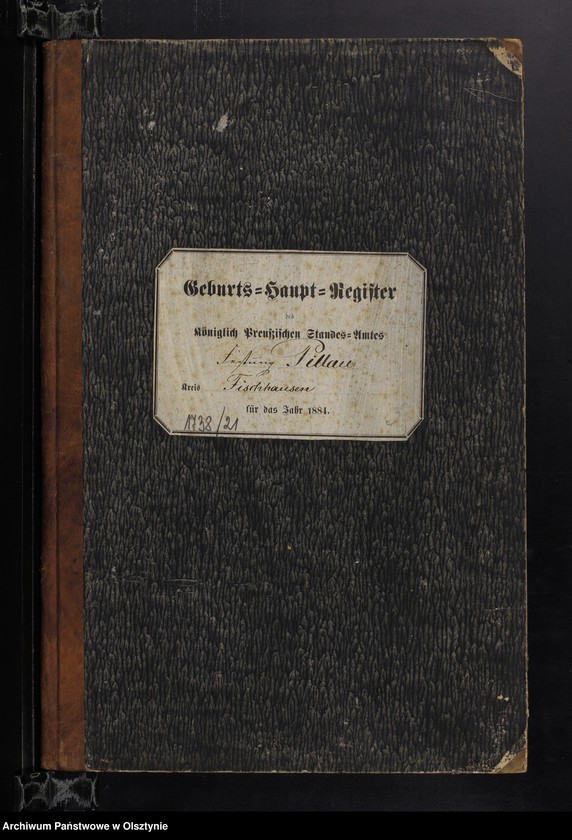 Geburts-Haupt-Register
des
Königlich Preußischen Standes-Amtes
Festung Pillau
Kreis Fischhausen
für das Jahr 1884.
1738/21
Archiwum Państwowe w Olsztynie